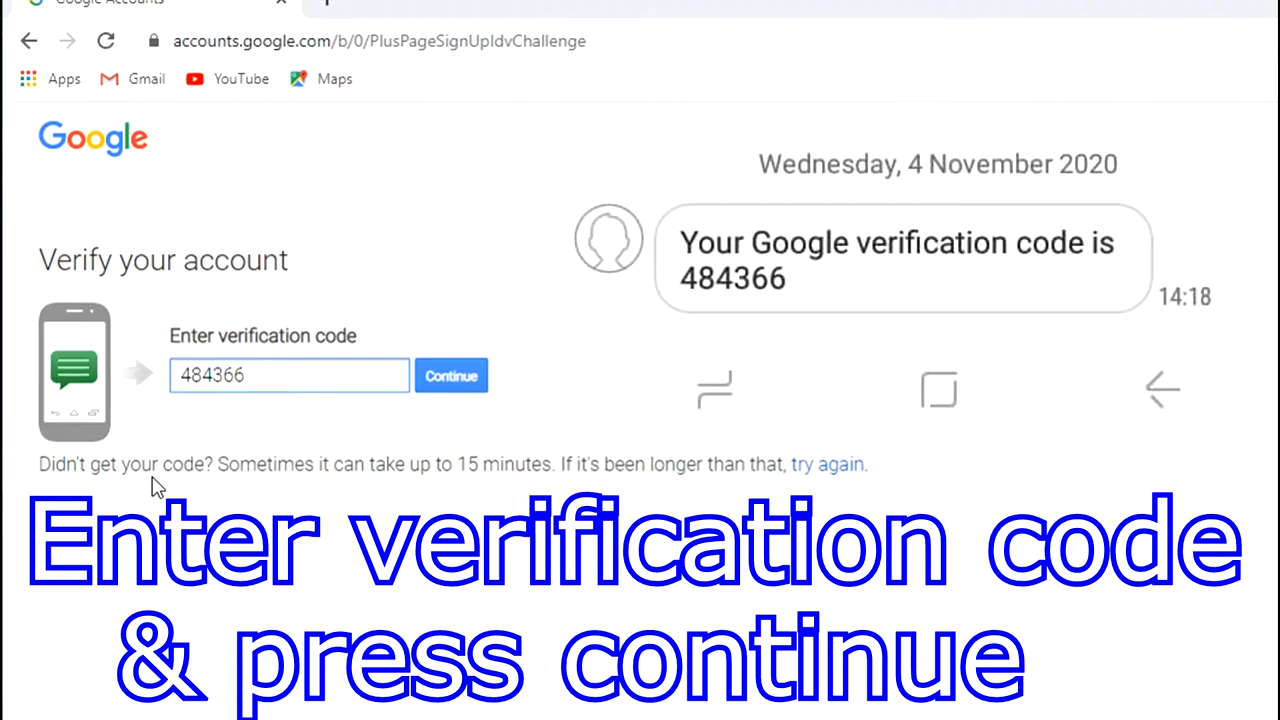 Google Accounts
accounts.google.com/b/0/PlusPageSignUpIdvChallenge
Apps Gmail YouTube Maps
Google
Wednesday, 4 November 2020
Your Google verification code is
484366
14:18
Verify your account
Enter verification code
484366 Continue
Didn't get your code? Sometimes it can take up to 15 minutes. If it's been longer than that, try again.
Enter verification code
& press continue